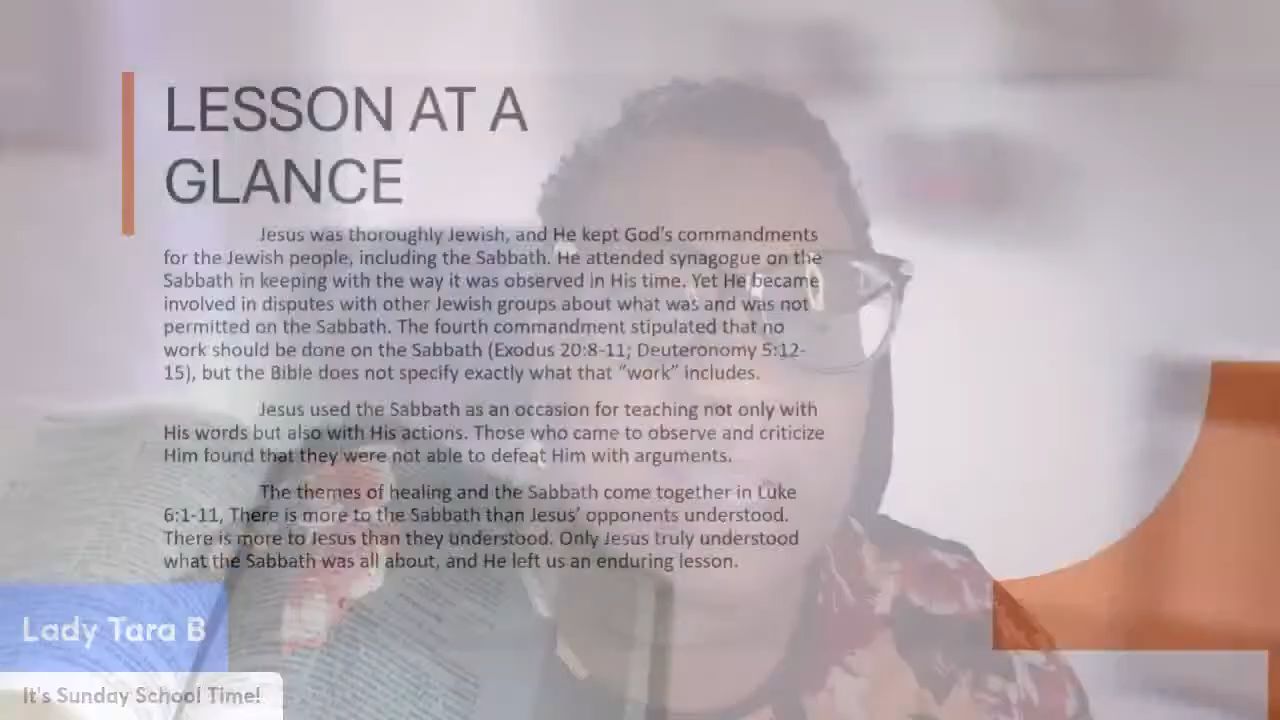 LESSON AT A
GLANCE
Jesus was thoroughly Jewish, and He kept God's commandments
for the Jewish people, including the Sabbath. He attended synagogue on the
Sabbath in keeping with the way it was observed in His time. Yet He became
involved in disputes with other Jewish groups about what was and was not
permitted on the Sabbath. The fourth commandment stipulated that no
work should be done on the Sabbath (Exodus 20:8-11; Deuteronomy 5:12-
15), but the Bible does not specify exactly what that “work” includes.
Jesus used the Sabbath as an occasion for teaching not only with
His words but also with His actions. Those who came to observe and criticize
Him found that they were not able to defeat Him with arguments.
The themes of healing and the Sabbath come together in Luke
6:1-11, There is more to the Sabbath than Jesus' opponents understood.
There is more to Jesus than they understood. Only Jesus truly understood
what the Sabbath was all about, and He left us an enduring lesson.
Lady Tara B
It's Sunday School Time!